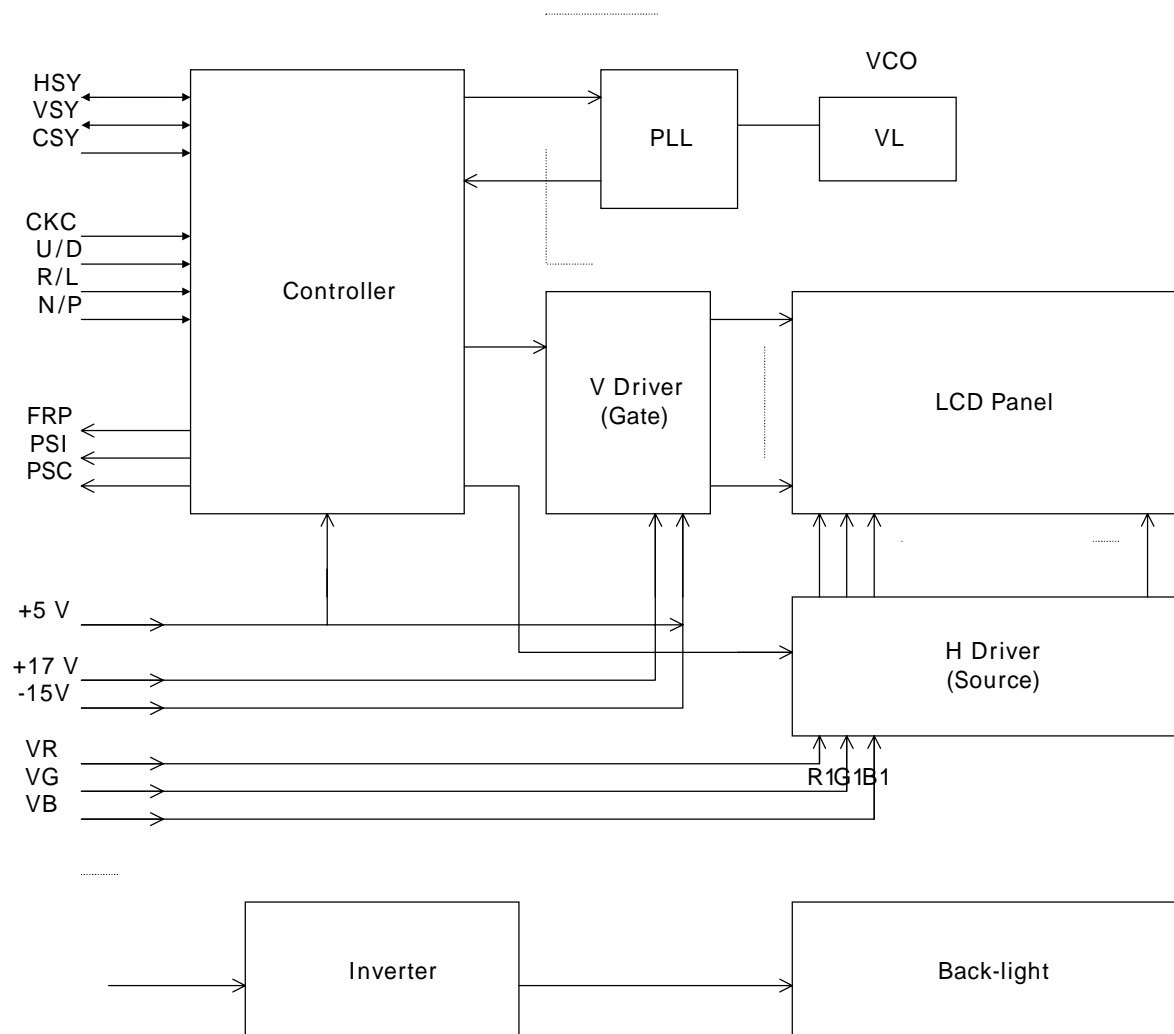 VCO
HSY
VSY
CSY
PLL
VL
CKC
U/D
R/L
N/P
Controller
V Driver
(Gate)
LCD Panel
FRP
PSI
PSC
+5 V
+17 V
-15V
H Driver
(Source)
VR
VG
VB
R1G1B1
Inverter
Back-light